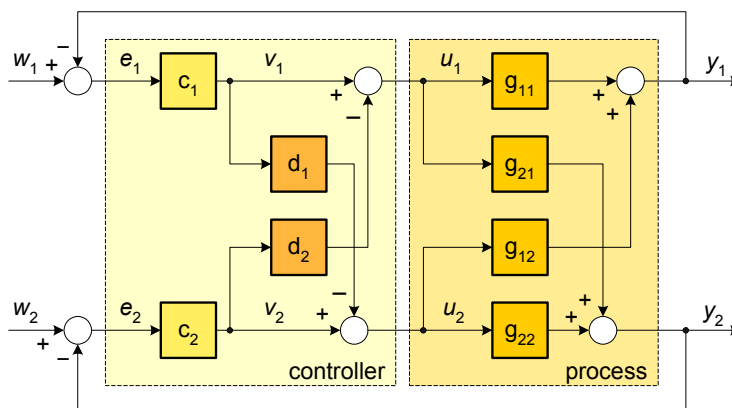 w₁ + − e₁ c₁ v₁ + − u₁ g₁₁ + + y₁
d₁ g₂₁
d₂ g₁₂
w₂ + − e₂ c₂ v₂ + − u₂ g₂₂ + + y₂
controller process